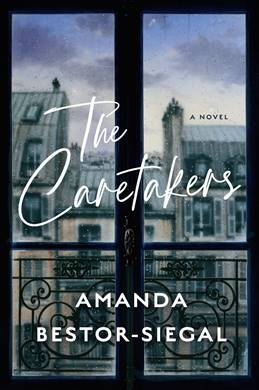 The
A NOVEL
Caretakers
AMANDA
BESTOR-SIEGAL